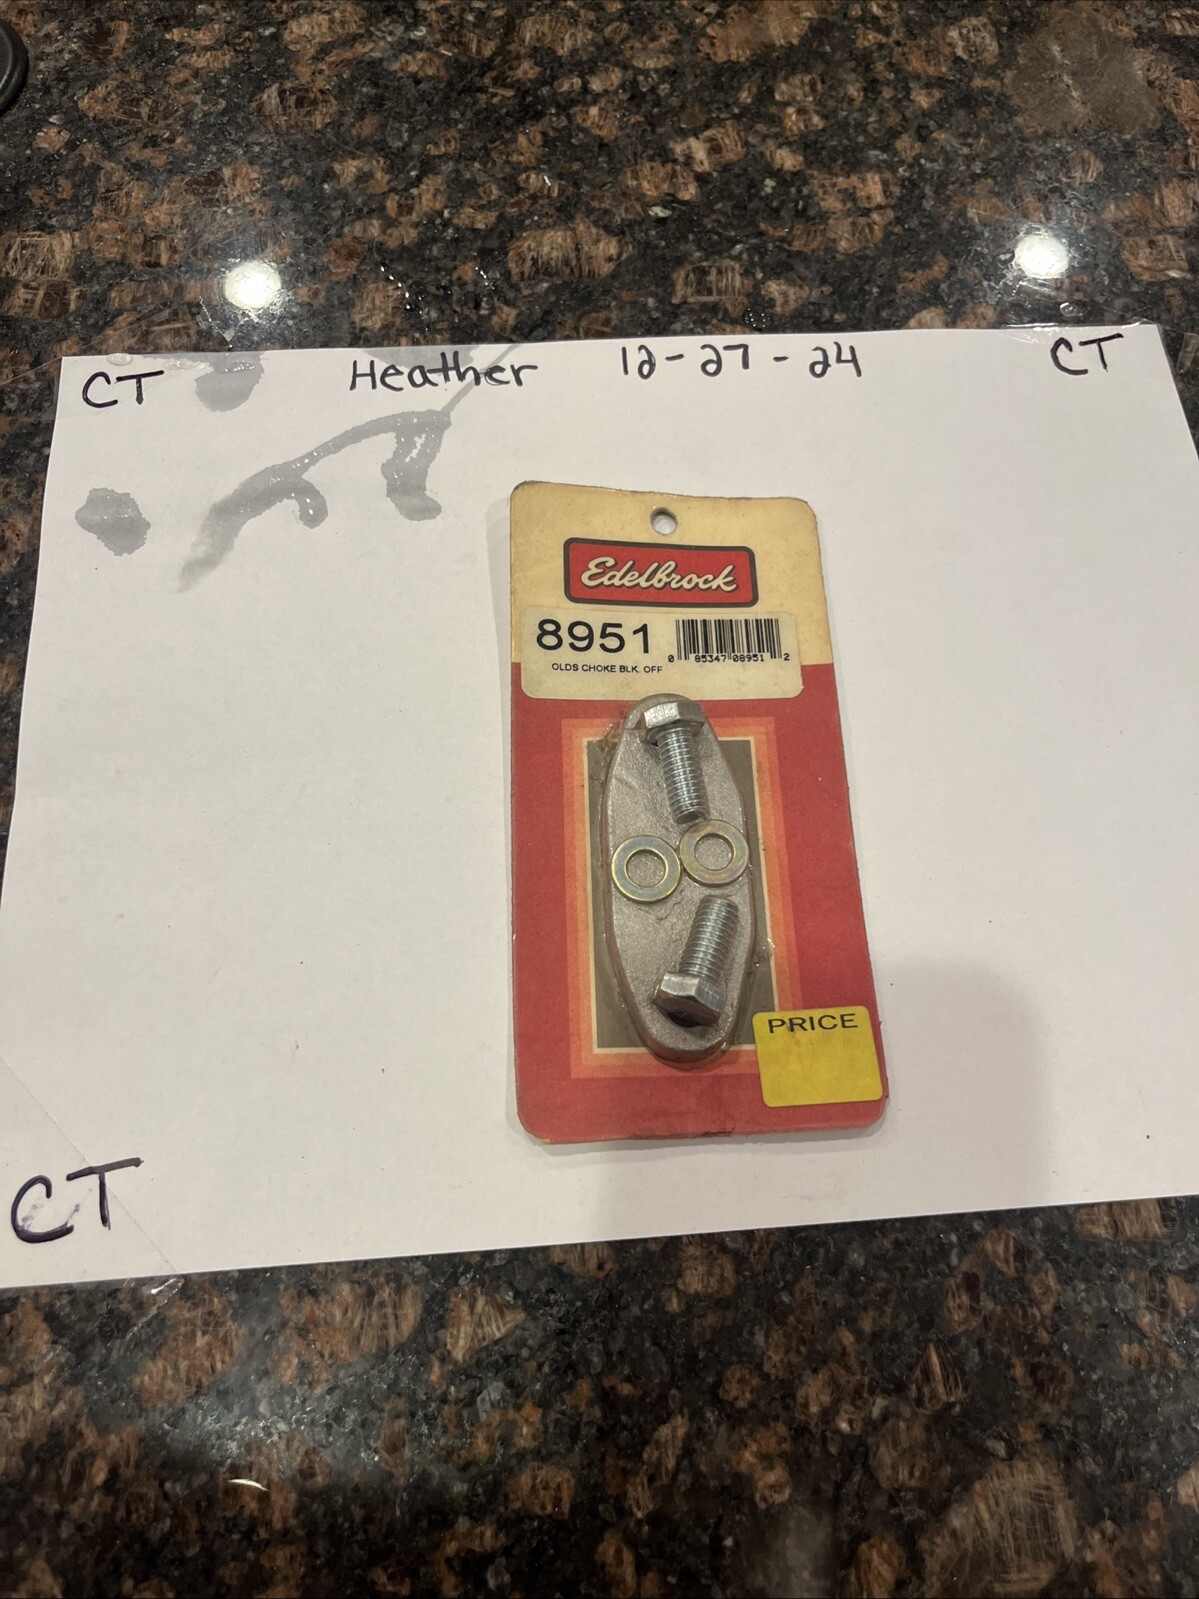 CT Heather 12-27-24 CT
Edelbrock
8951
0 85347 08951 2
OLDS CHOKE BLK. OFF
PRICE
CT